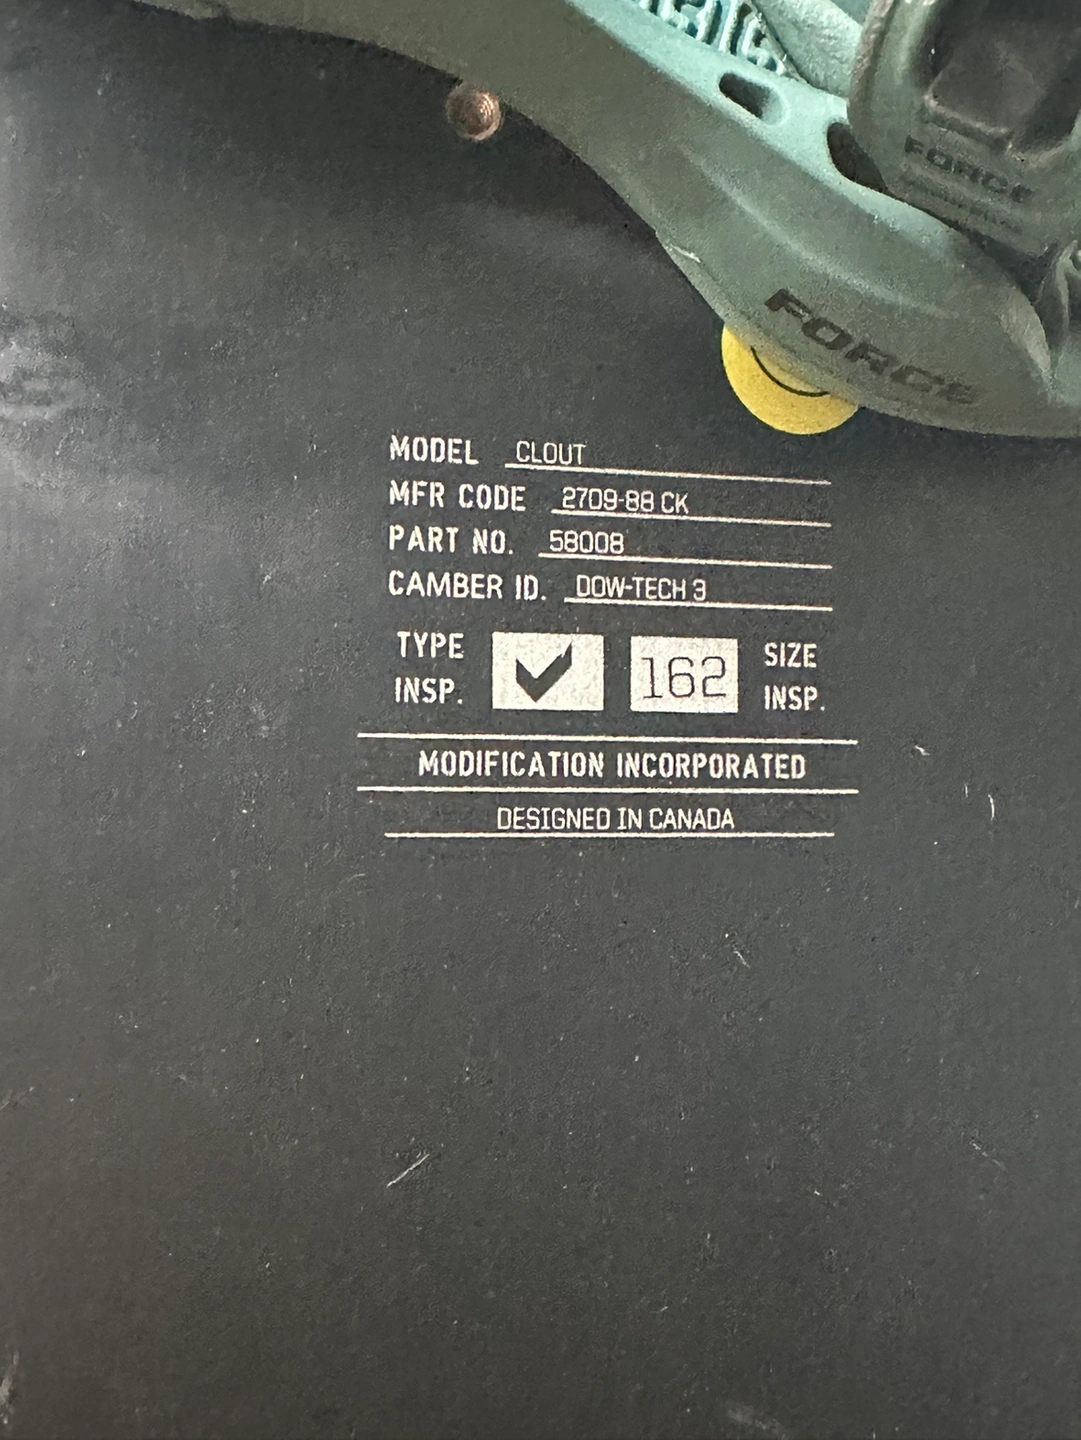 FORCE
FORCE
MODEL CLOUT
MFR CODE 2709-88 CK
PART NO. 58008
CAMBER ID. DOW-TECH 3
TYPE INSP. 162 SIZE INSP.
MODIFICATION INCORPORATED
DESIGNED IN CANADA